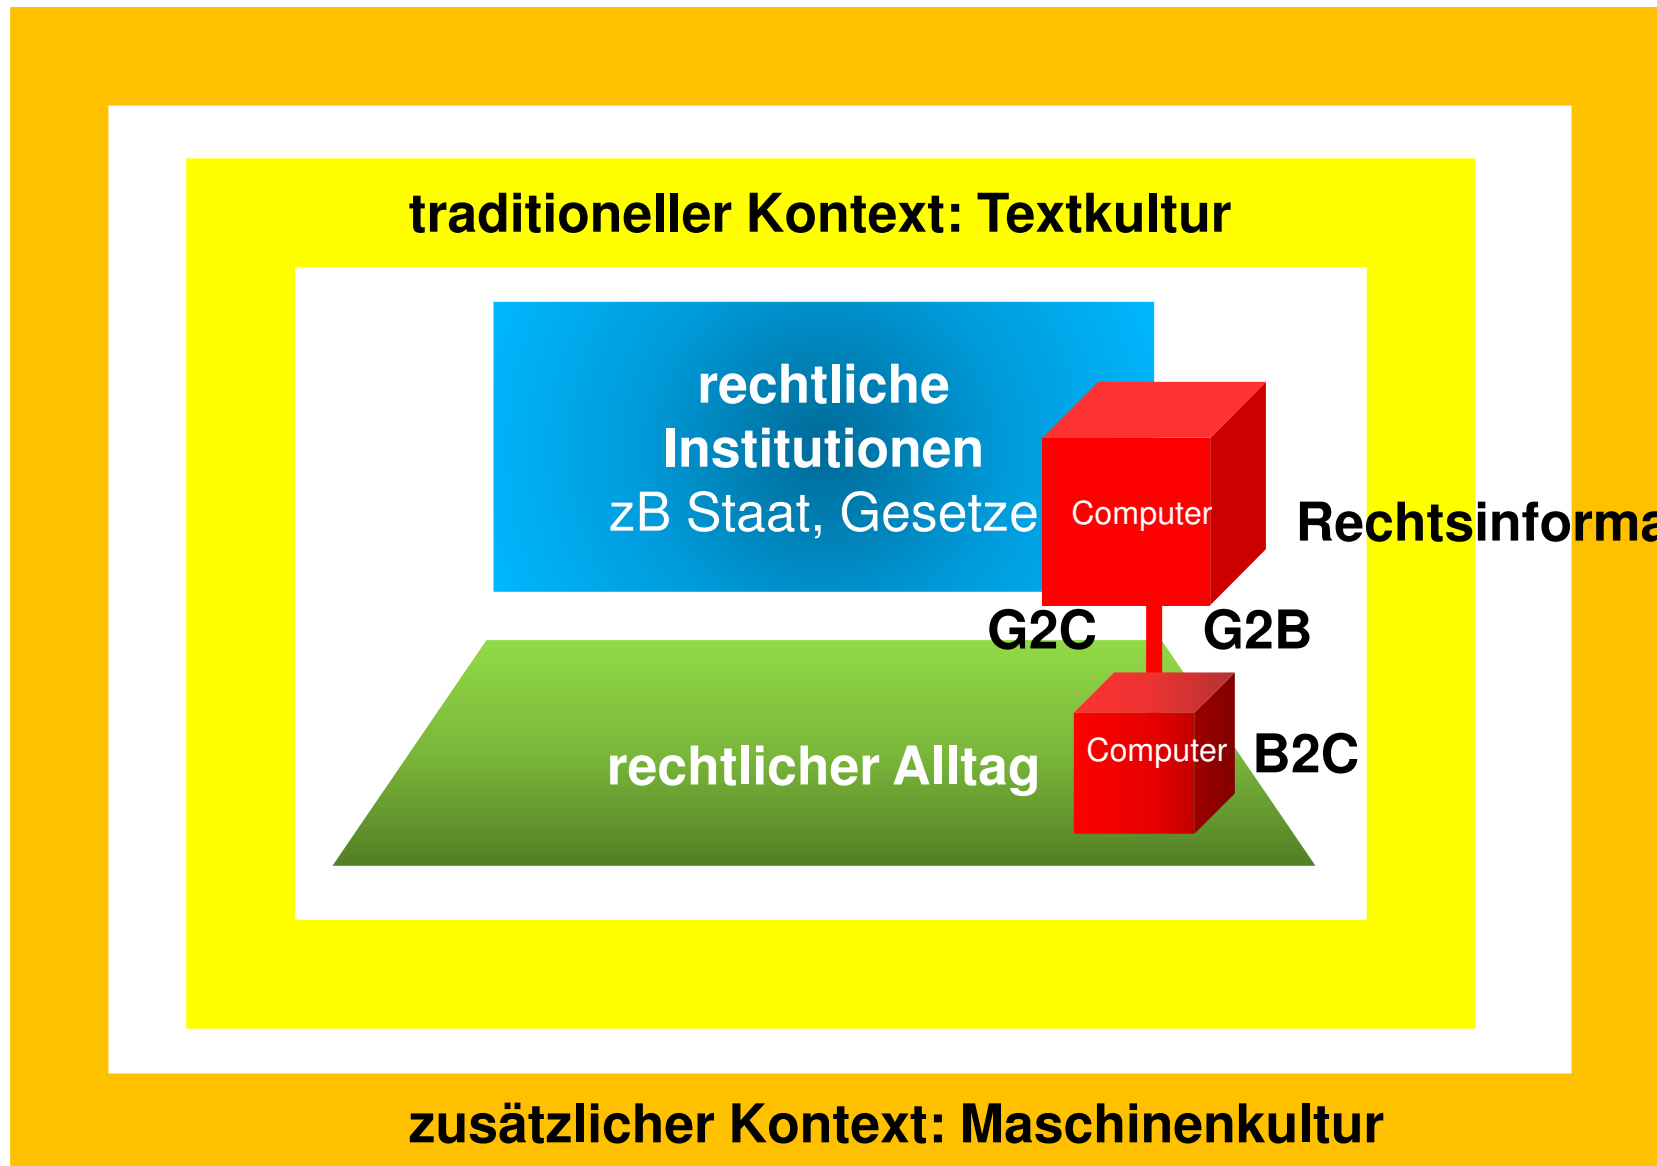 traditioneller Kontext: Textkultur
rechtliche
Institutionen
zB Staat, Gesetze
Computer
G2C
G2B
rechtlicher Alltag
Computer
B2C
zusätzlicher Kontext: Maschinenkultur